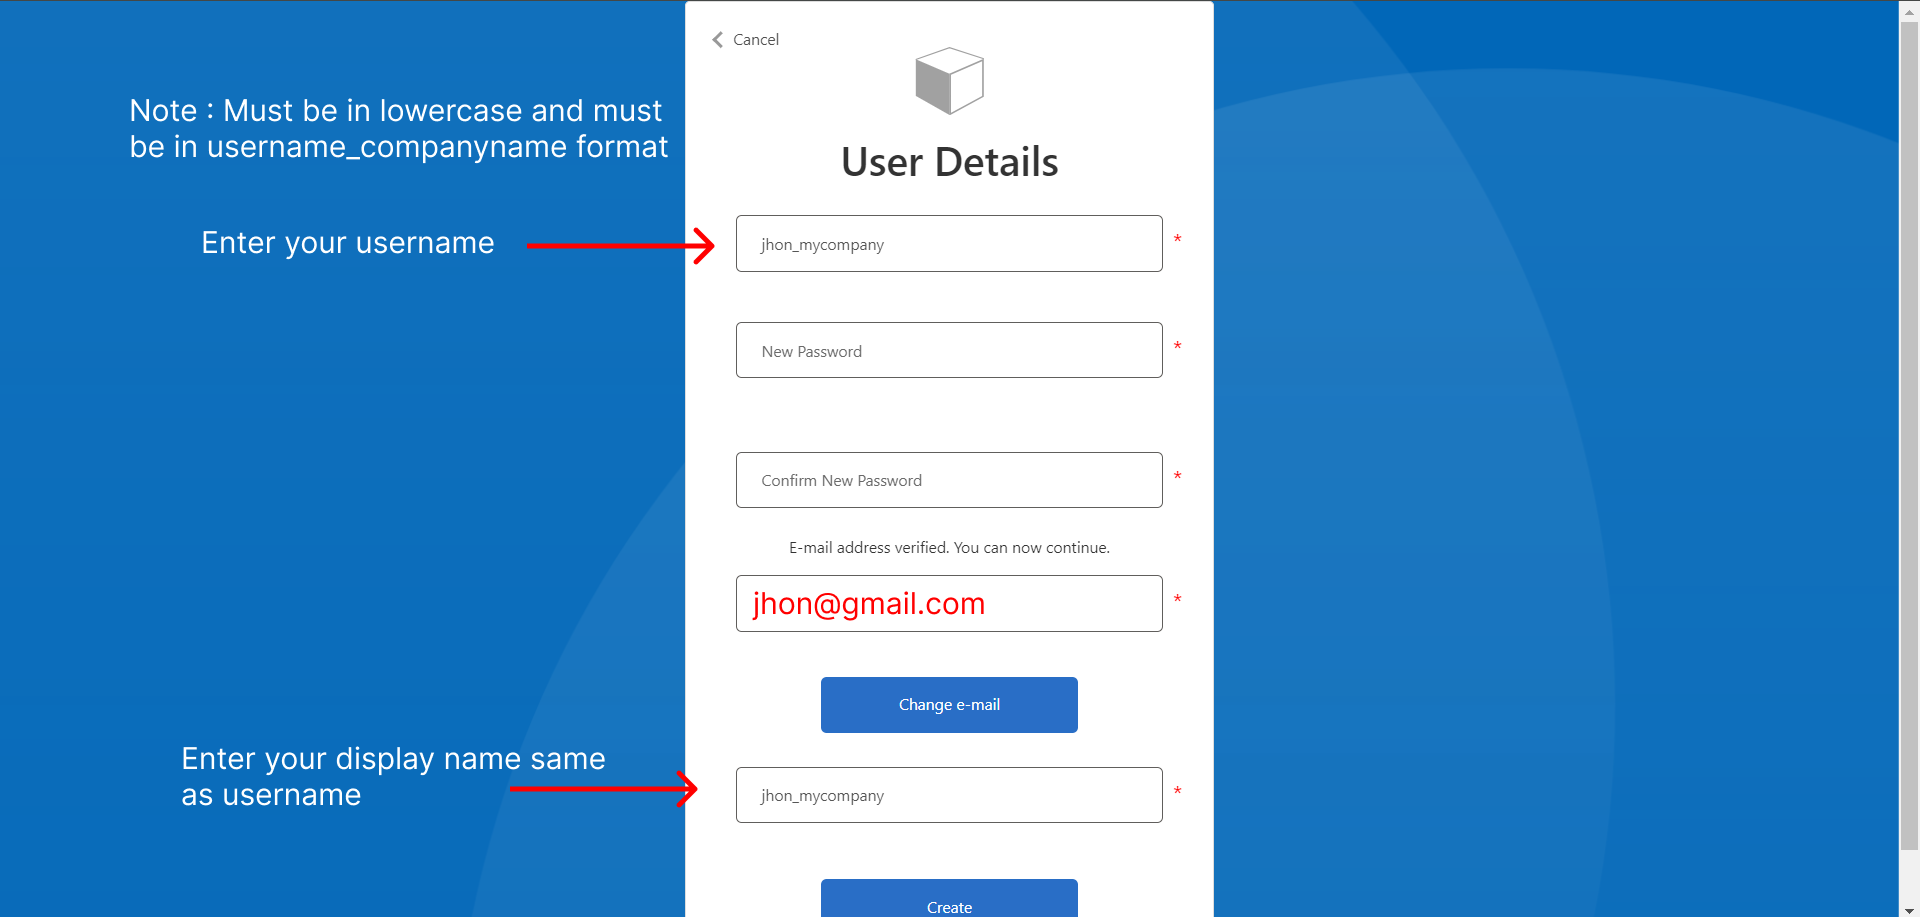 Cancel
Note : Must be in lowercase and must
be in username_companyname format
User Details
Enter your username
jhon_mycompany
*
New Password
*
Confirm New Password
*
E-mail address verified. You can now continue.
jhon@gmail.com
*
Change e-mail
Enter your display name same
as username
jhon_mycompany
*
Create